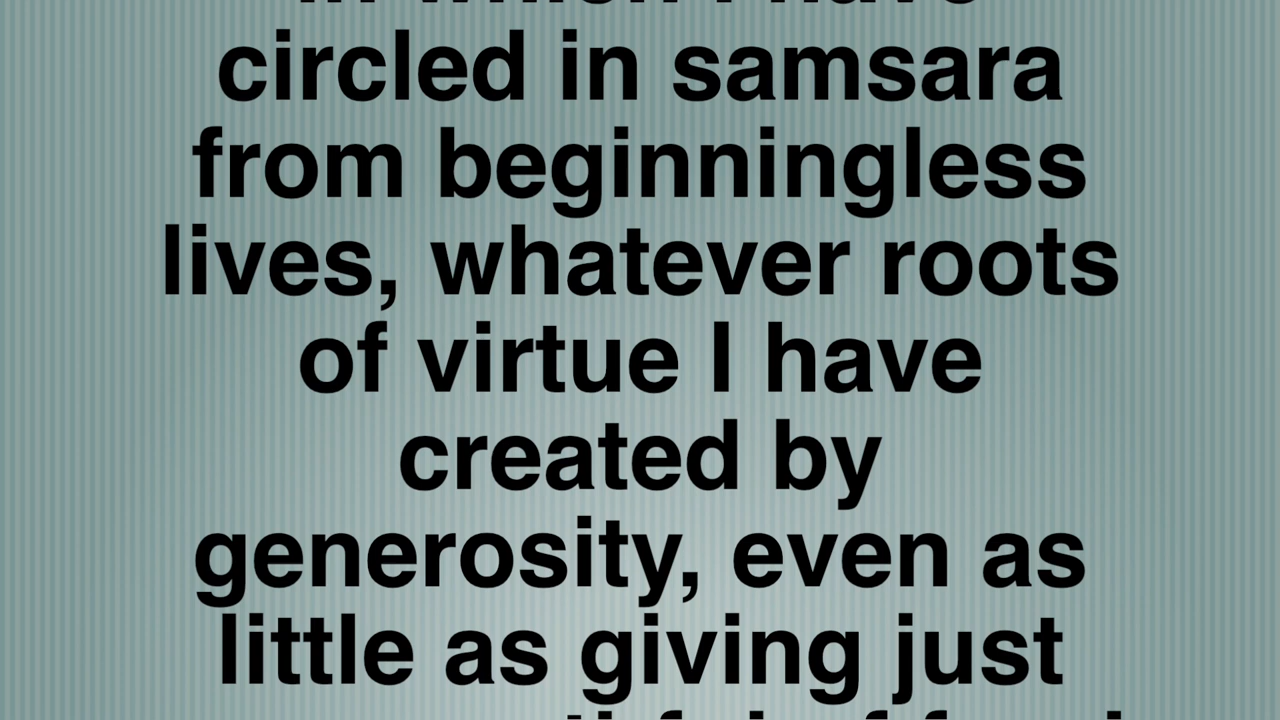 circled in samsara
from beginningless
lives, whatever roots
of virtue I have
created by
generosity, even as
little as giving just